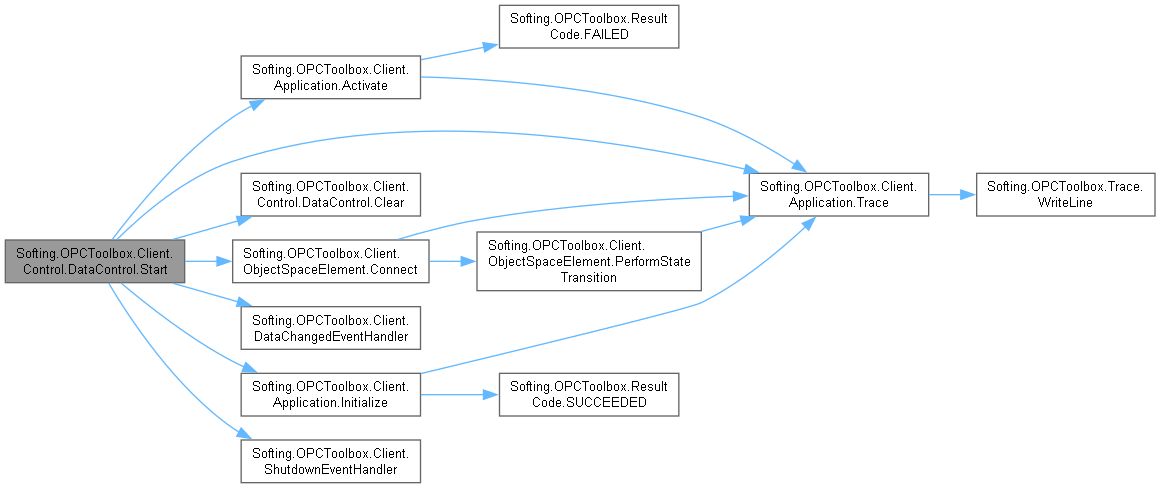 Softing.OPCToolbox.Client.
Control.DataControl.Start
Softing.OPCToolbox.Client.
Application.Activate
Softing.OPCToolbox.Result
Code.FAILED
Softing.OPCToolbox.Client.
Application.Trace
Softing.OPCToolbox.Trace.
WriteLine
Softing.OPCToolbox.Client.
Control.DataControl.Clear
Softing.OPCToolbox.Client.
ObjectSpaceElement.Connect
Softing.OPCToolbox.Client.
ObjectSpaceElement.PerformState
Transition
Softing.OPCToolbox.Client.
DataChangedEventHandler
Softing.OPCToolbox.Client.
Application.Initialize
Softing.OPCToolbox.Result
Code.SUCCEEDED
Softing.OPCToolbox.Client.
ShutdownEventHandler